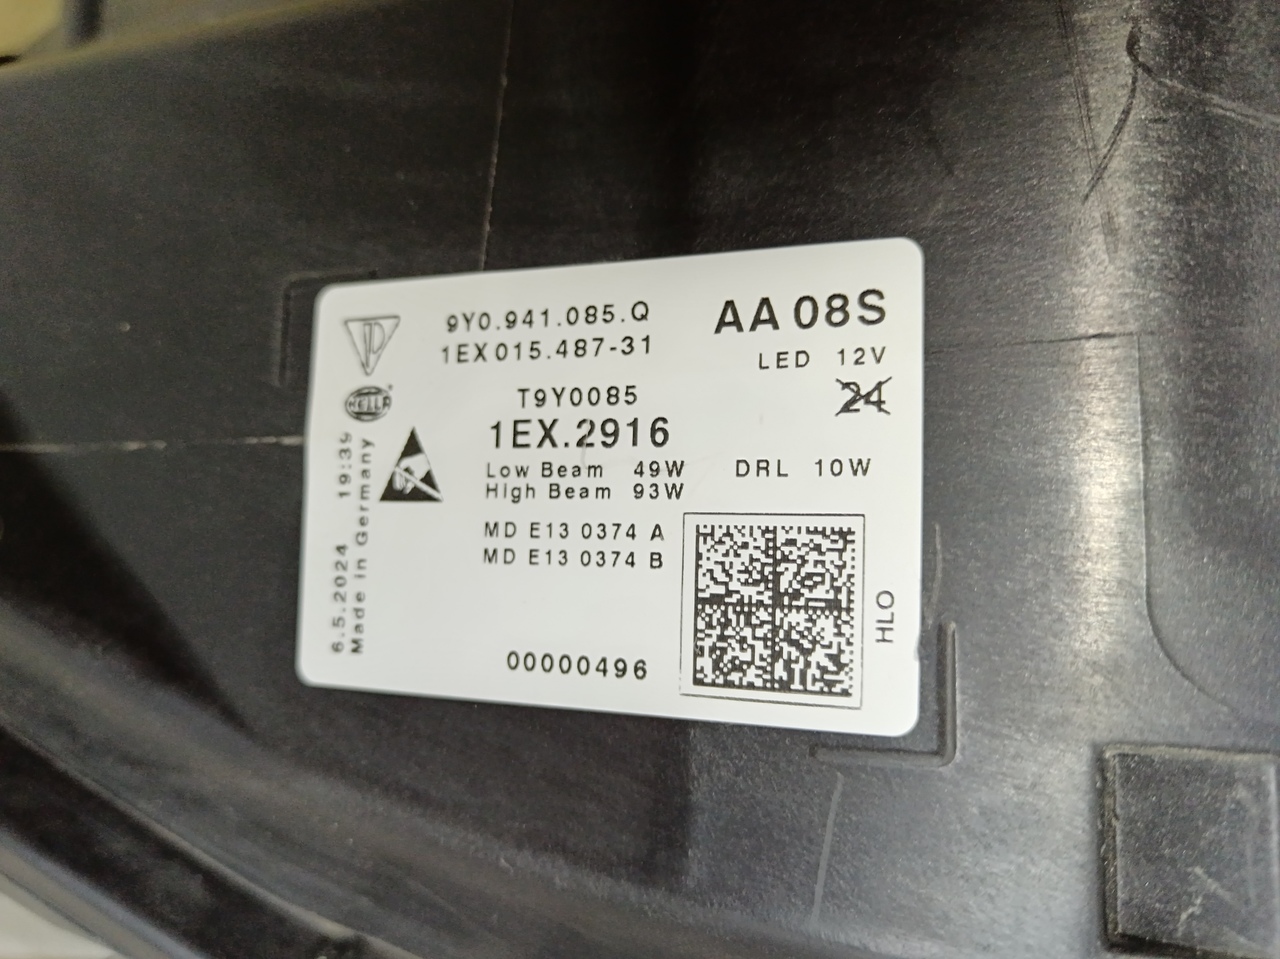 9Y0.941.085.Q
1EX 015.487-31
AA 08S
LED 12V
24
HELLA
T9Y0085
1EX.2916
Low Beam 49W
High Beam 93W
DRL 10W
MD E13 0374 A
MD E13 0374 B
00000496
HLO
6.5.2024 19:39
Made in Germany